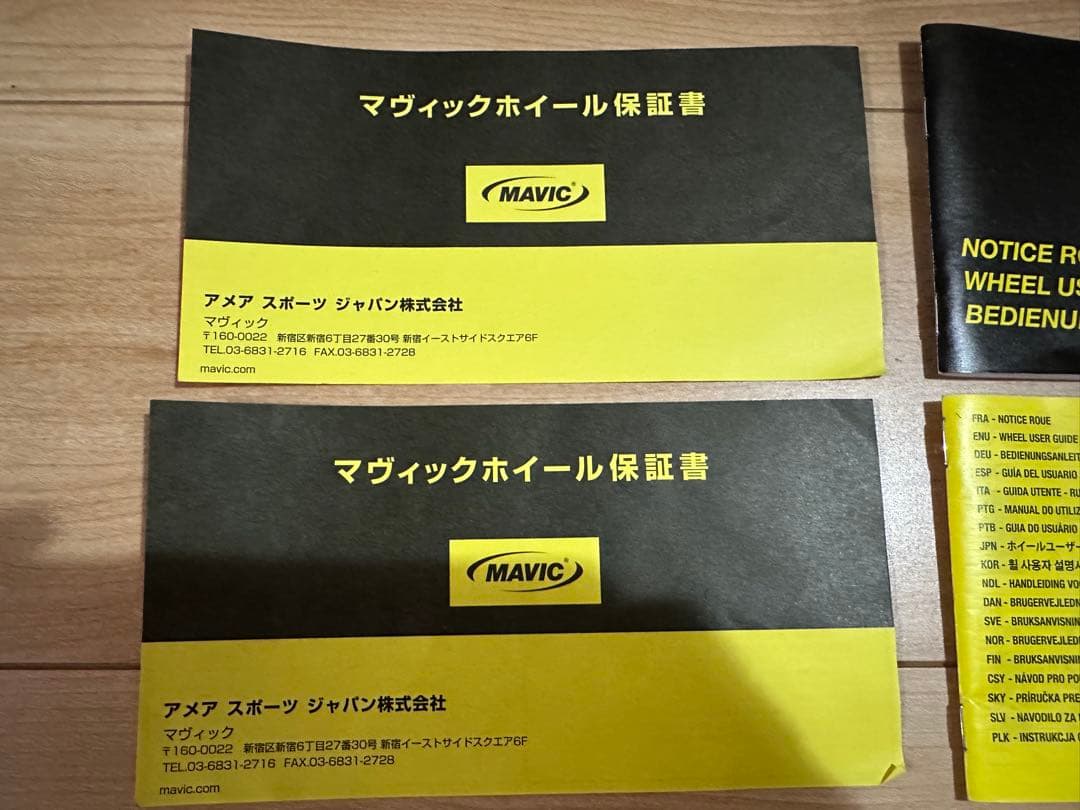 マヴィックホイール保証書
MAVIC®
アメア スポーツ ジャパン株式会社
マヴィック
〒160-0022 新宿区新宿6丁目27番30号 新宿イーストサイドスクエア6F
TEL.03-6831-2716 FAX.03-6831-2728
mavic.com
マヴィックホイール保証書
MAVIC®
アメア スポーツ ジャパン株式会社
マヴィック
〒160-0022 新宿区新宿6丁目27番30号 新宿イーストサイドスクエア6F
TEL.03-6831-2716 FAX.03-6831-2728
mavic.com
NOTICE
WHEEL
FRA - NOTICE ROUE
ENU - WHEEL USER GUIDE
DEU - BEDIENUNGSANLEIT
ESP - GUÍA DEL USUARIO
ITA - GUIDA UTENTE - RU
PTG - MANUAL DO UTILIZ
PTB - GUIA DO USUÁRIO
JPN - ホイールユーザー
KOR - 휠 사용자 설명서
NDL - HANDLEIDING VO
DAN - BRUGERVEJLEDN
SVE - BRUKSANVISNIN
NOR - BRUGERVEJLED
FIN - BRUKSANVISNIN
CSY - NÁVOD PRO PO
SKY - PRÍRUČKA PRE
SLV - NAVODILO ZA
PLK - INSTRUKCJA